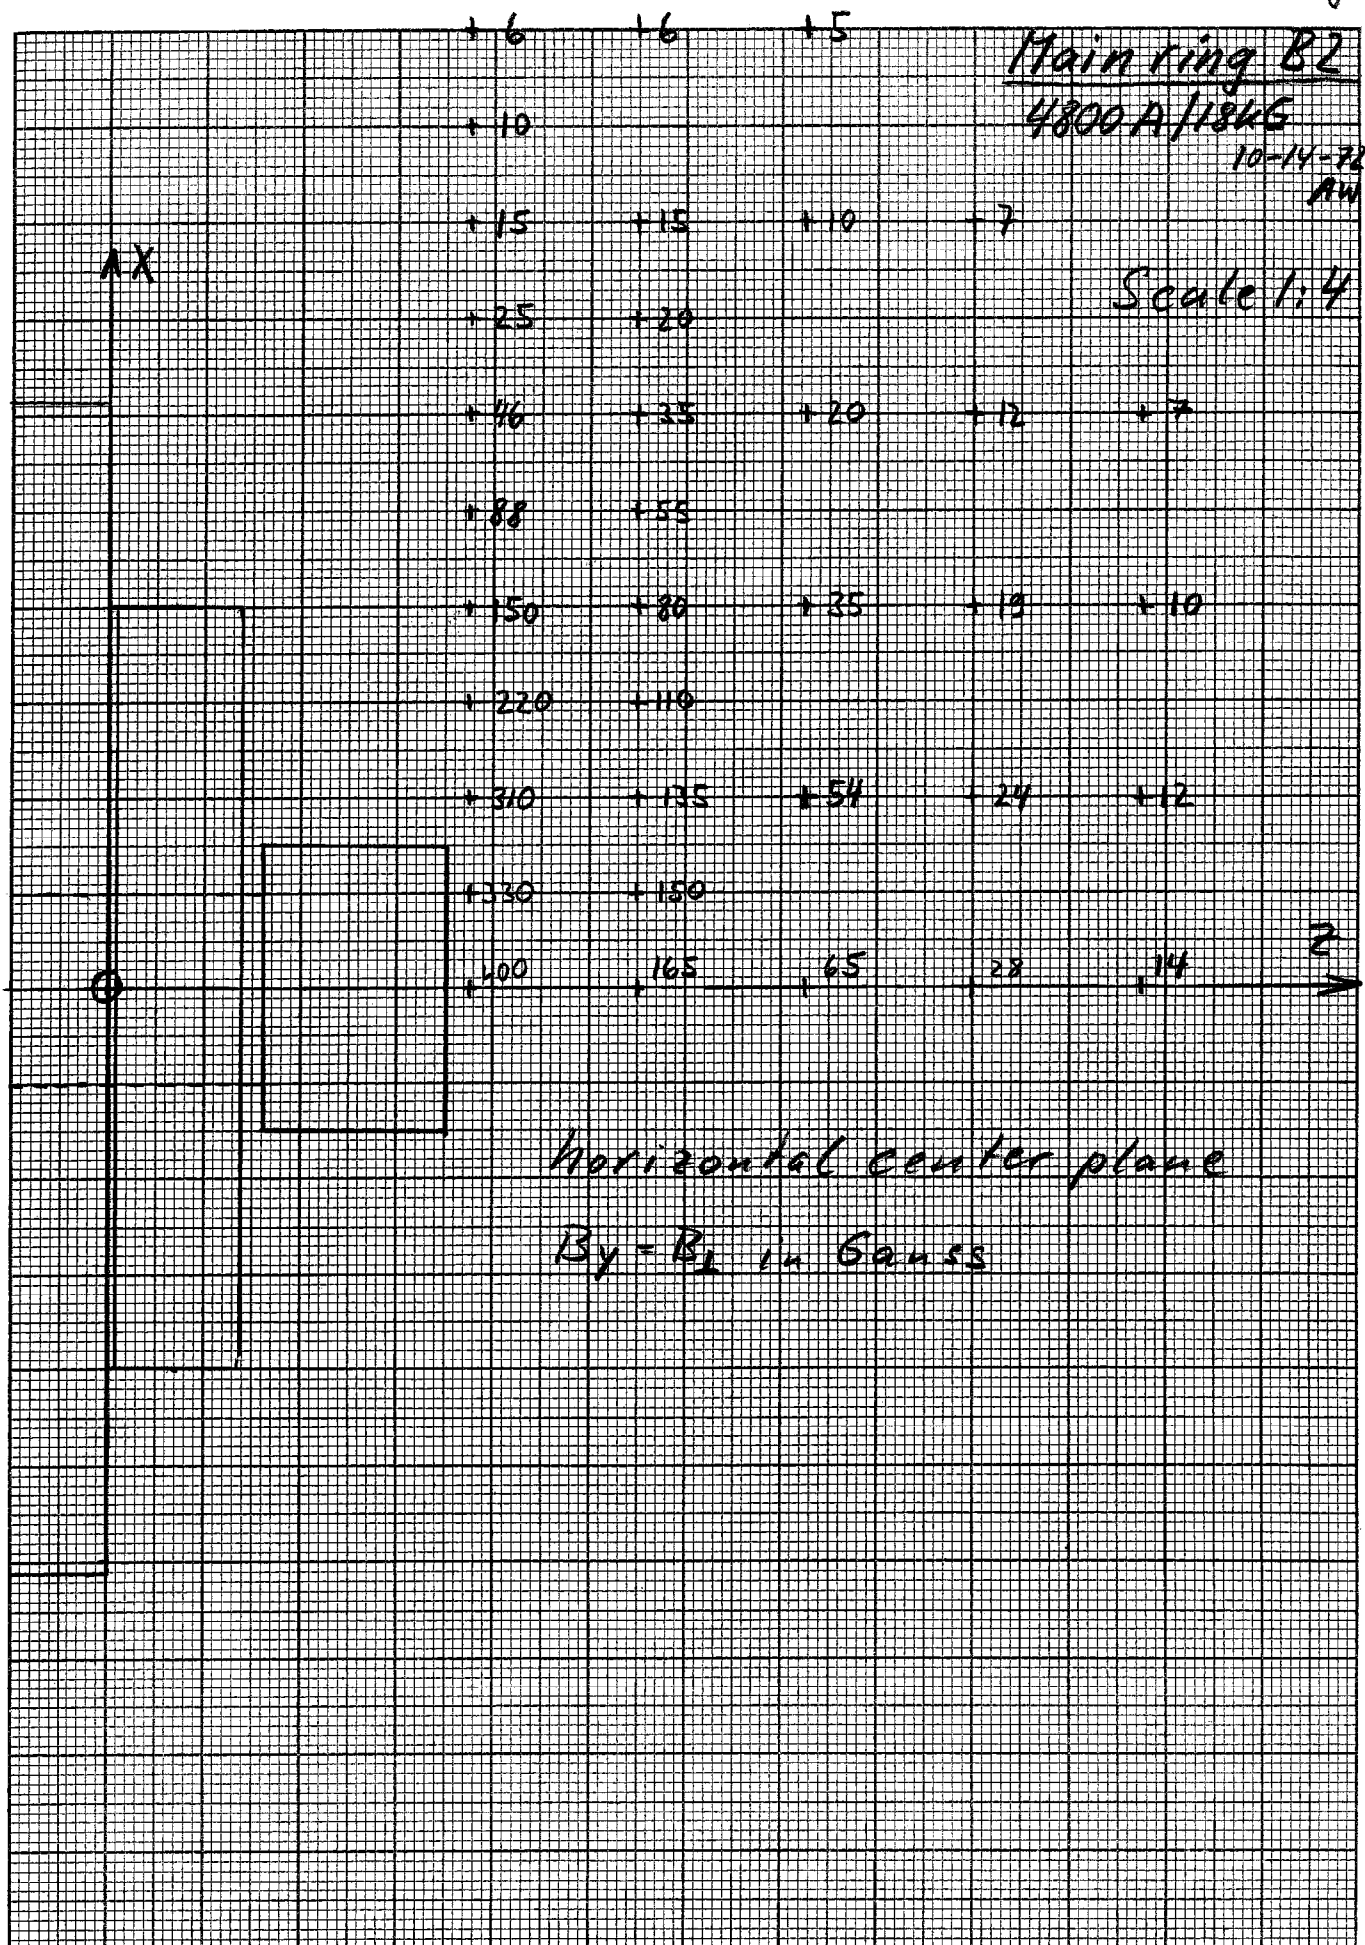 + 6 + 6 + 5
Main ring B2
4800 A/18kG
+ 10
10-14-72
AW
+ 15 + 15 + 10 + 7
X
Scale 1:4
+ 25 + 20
+ 46 + 35 + 20 + 12 + 7
+ 88 + 55
+ 150 + 80 + 35 + 19 + 10
+ 220 + 110
+ 310 + 135 + 54 + 24 + 12
+ 330 + 150
Z
400 165 65 28 14
horizontal center plane
By = B⊥ in Gauss